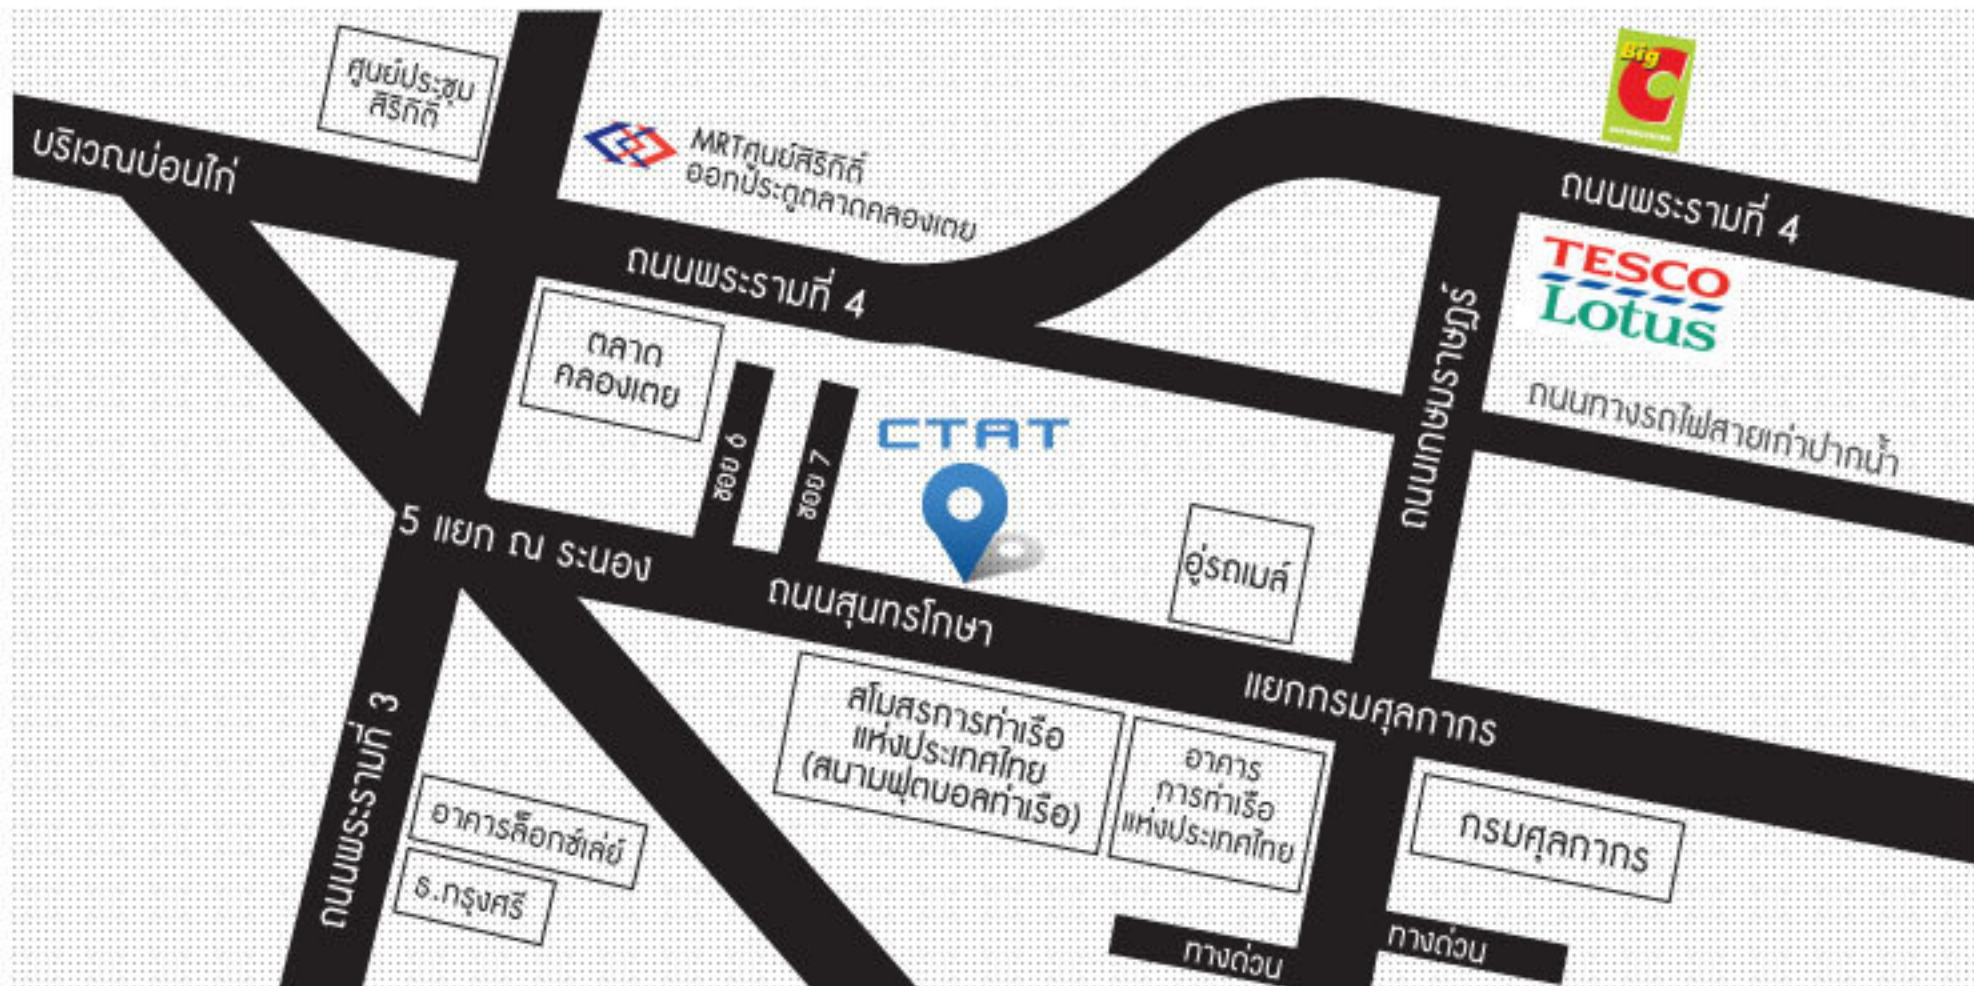 ศูนย์ประชุม
สิริกิติ์
Big
C
บริเวณบ่อนไก่
MRTศูนย์สิริกิติ์
ออกประตูตลาดคลองเตย
ถนนพระรามที่ 4
ถนนพระรามที่ 4
TESCO
Lotus
ตลาด
คลองเตย
ถนนเกษมราษฎร์
ถนนทางรถไฟสายเก่าปากน้ำ
ซอย 6
ซอย 7
CTAT
5 แยก ณ ระนอง
อู่รถเมล์
ถนนสุนทรโกษา
แยกกรมศุลกากร
ถนนพระรามที่ 3
สโมสรการท่าเรือ
แห่งประเทศไทย
(สนามฟุตบอลท่าเรือ)
อาคาร
การท่าเรือ
แห่งประเทศไทย
กรมศุลกากร
อาคารล็อกซ์เล่ย์
ธ.กรุงศรี
ทางด่วน
ทางด่วน